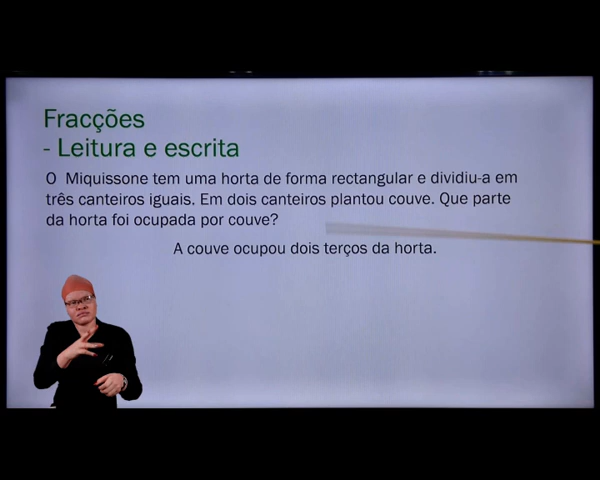 Fracções
- Leitura e escrita
O Miquissone tem uma horta de forma rectangular e dividiu-a em
três canteiros iguais. Em dois canteiros plantou couve. Que parte
da horta foi ocupada por couve?
A couve ocupou dois terços da horta.